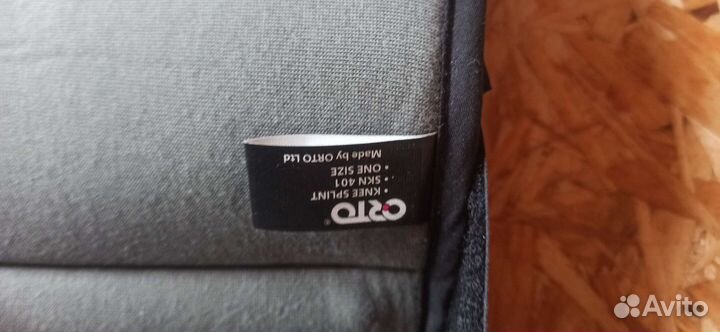 ORTO®
• KNEE SPLINT
• SKN 401
• ONE SIZE
Made by ORTO Ltd
Avito